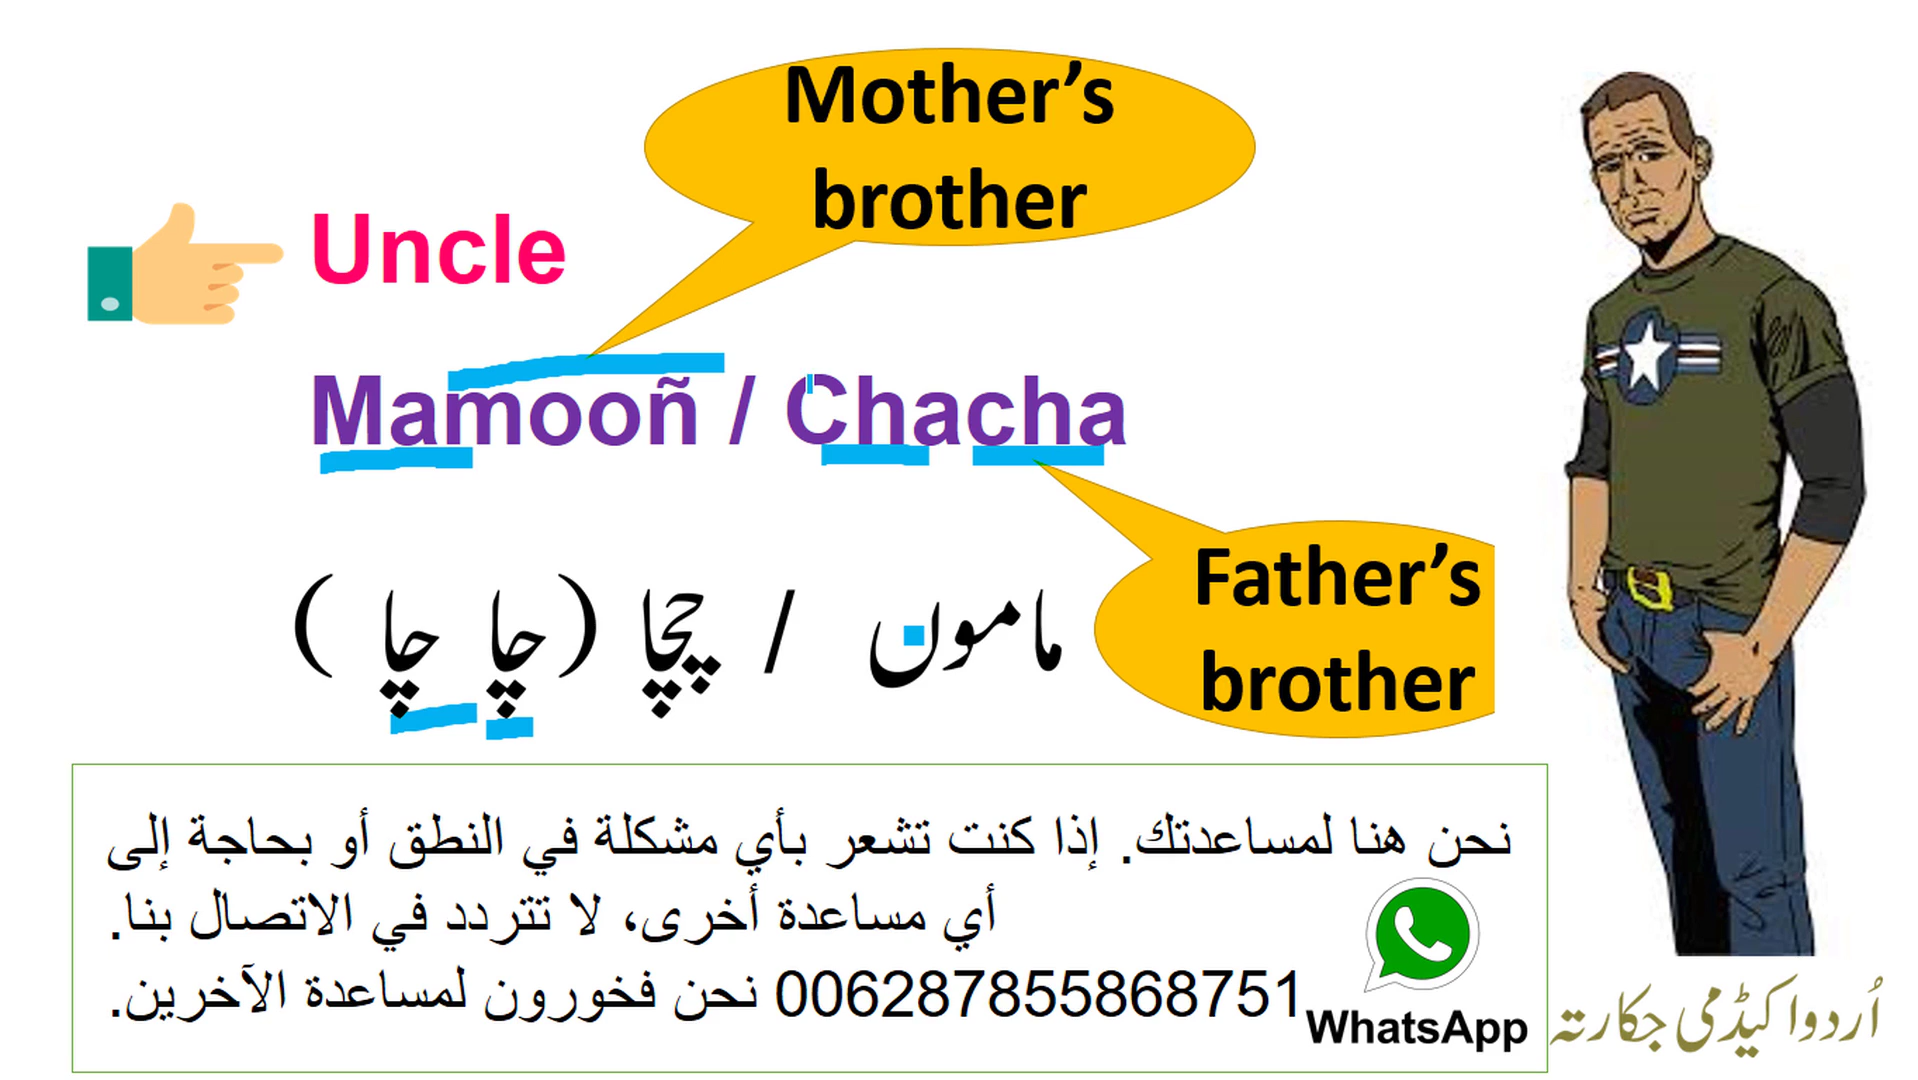 Mother's
brother
Uncle
Mamooñ / Chacha
Father's
brother
مامون / چچا (چا چا )
نحن هنا لمساعدتك. إذا كنت تشعر بأي مشكلة في النطق أو بحاجة إلى
أي مساعدة أخرى، لا تتردد في الاتصال بنا.
006287855868751 نحن فخورون لمساعدة الآخرين.
WhatsApp
اُردو اکیڈمی جکارتہ